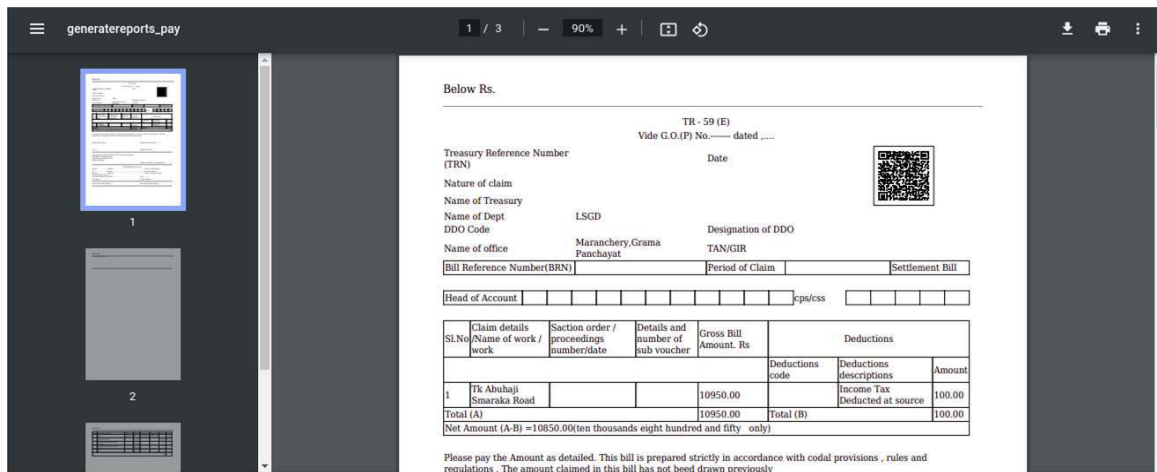 generatereports_pay
1 / 3
90%
1
2
Below Rs.
TR - 59 (E)
Vide G.O.(P) No.------- dated ,....
Treasury Reference Number
(TRN)
Date
Nature of claim
Name of Treasury
Name of Dept LSGD
DDO Code Designation of DDO
Name of office Maranchery,Grama
Panchayat TAN/GIR
Bill Reference Number(BRN) Period of Claim Settlement Bill
Head of Account cps/css
Sl.No Claim details
/Name of work /
work
Saction order /
proceedings
number/date
Details and
number of
sub voucher
Gross Bill
Amount. Rs
Deductions
Deductions
code
Deductions
descriptions
Amount
1 Tk Abuhaji
Smaraka Road
10950.00
Income Tax
Deducted at source
100.00
Total (A) 10950.00 Total (B) 100.00
Net Amount (A-B) =10850.00(ten thousands eight hundred and fifty only)
Please pay the Amount as detailed. This bill is prepared strictly in accordance with codal provisions , rules and
regulations . The amount claimed in this bill has not beed drawn previously